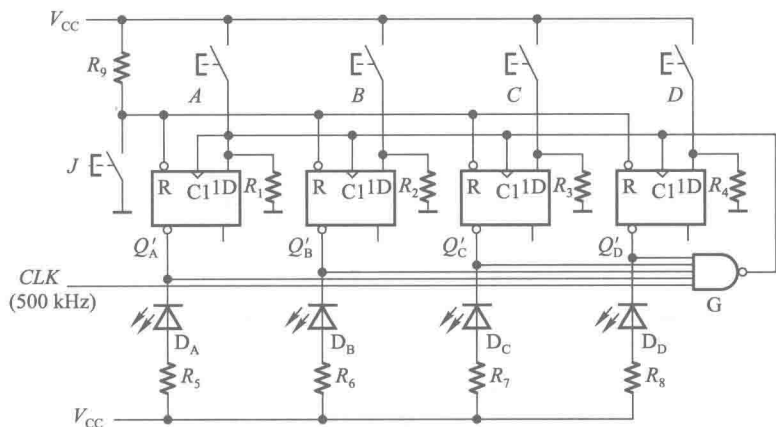 V_CC
R_9
A B C D
J
R C1 1D R_1 R C1 1D R_2 R C1 1D R_3 R C1 1D R_4
Q'_A Q'_B Q'_C Q'_D
CLK
(500 kHz)
G
D_A D_B D_C D_D
R_5 R_6 R_7 R_8
V_CC